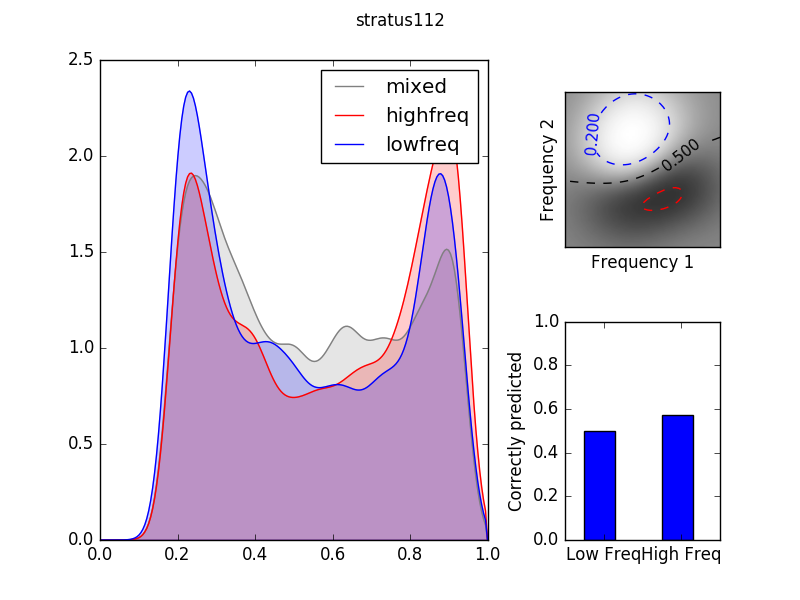 stratus112
2.5
2.0
1.5
1.0
0.5
0.0
0.0 0.2 0.4 0.6 0.8 1.0
mixed
highfreq
lowfreq
Frequency 2
0.200
0.500
Frequency 1
Correctly predicted
1.0
0.8
0.6
0.4
0.2
0.0
Low Freq High Freq